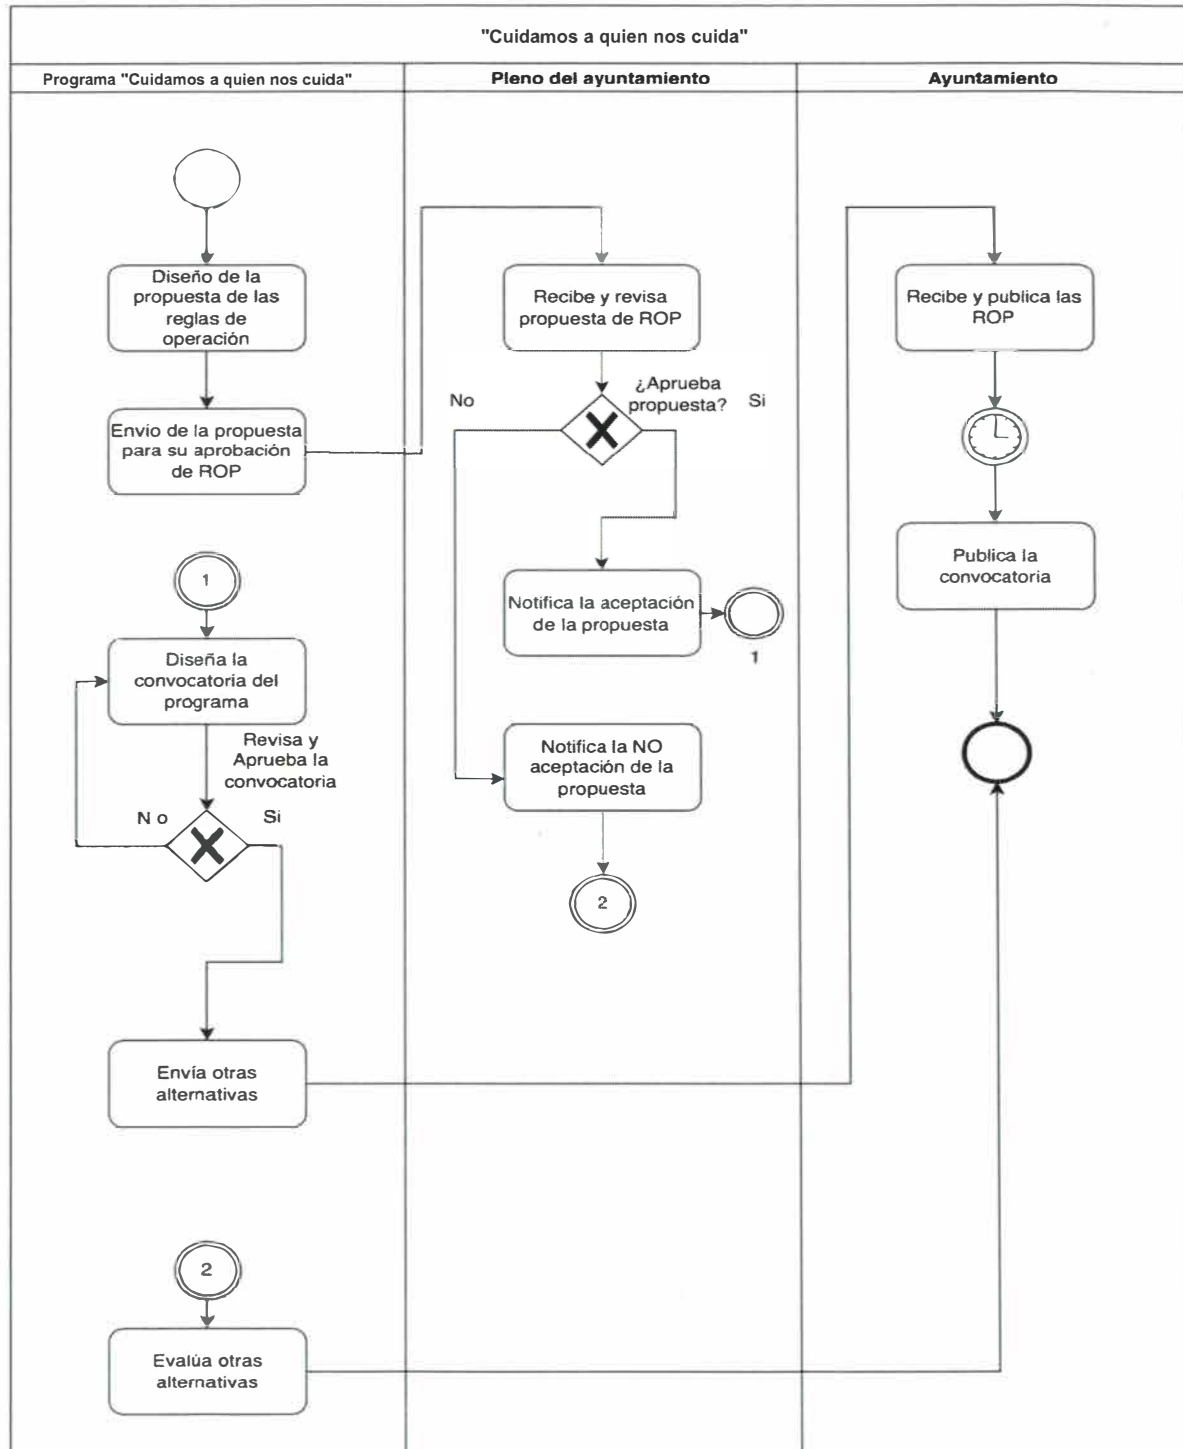 "Cuidamos a quien nos cuida"
Programa "Cuidamos a quien nos cuida"
Pleno del ayuntamiento
Ayuntamiento
Diseño de la
propuesta de las
reglas de
operación
Envio de la propuesta
para su aprobación
de ROP
1
Diseña la
convocatoria del
programa
Revisa y
Aprueba la
convocatoria
N o
Si
Envía otras
alternativas
2
Evalúa otras
alternativas
Recibe y revisa
propuesta de ROP
¿Aprueba
propuesta?
No
Si
Notifica la aceptación
de la propuesta
1
Notifica la NO
aceptación de la
propuesta
2
Recibe y publica las
ROP
Publica la
convocatoria